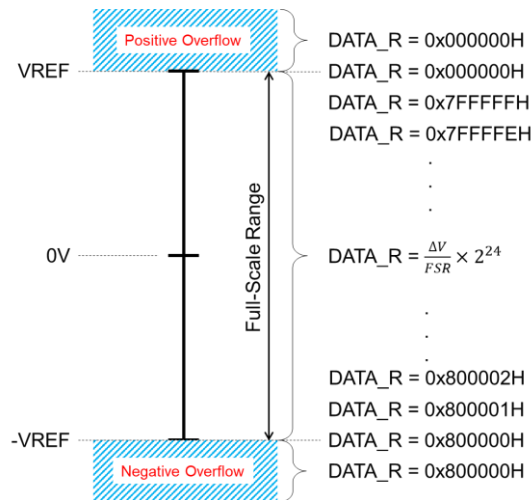 Positive Overflow
DATA_R = 0x000000H
VREF
DATA_R = 0x000000H
DATA_R = 0x7FFFFFH
DATA_R = 0x7FFFFEH
.
.
.
Full-Scale Range
0V
DATA_R = ΔV/FSR × 2^24
.
.
.
DATA_R = 0x800002H
DATA_R = 0x800001H
-VREF
DATA_R = 0x800000H
Negative Overflow
DATA_R = 0x800000H